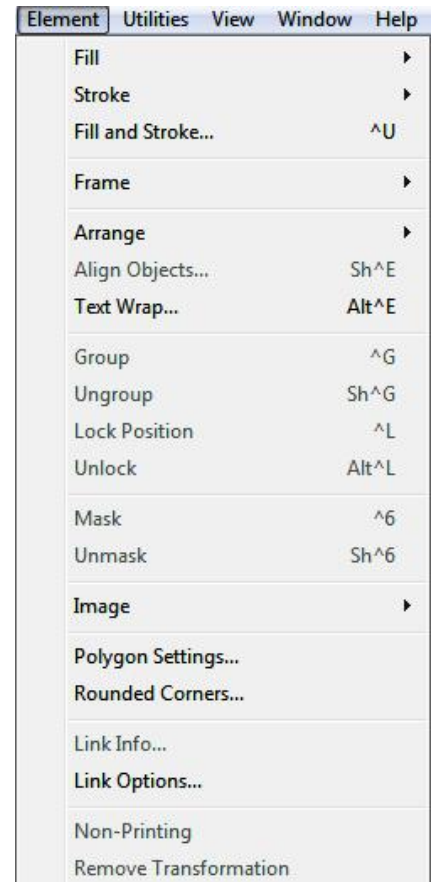 Element Utilities View Window Help
Fill
Stroke
Fill and Stroke... ^U
Frame
Arrange
Align Objects... Sh^E
Text Wrap... Alt^E
Group ^G
Ungroup Sh^G
Lock Position ^L
Unlock Alt^L
Mask ^6
Unmask Sh^6
Image
Polygon Settings...
Rounded Corners...
Link Info...
Link Options...
Non-Printing
Remove Transformation